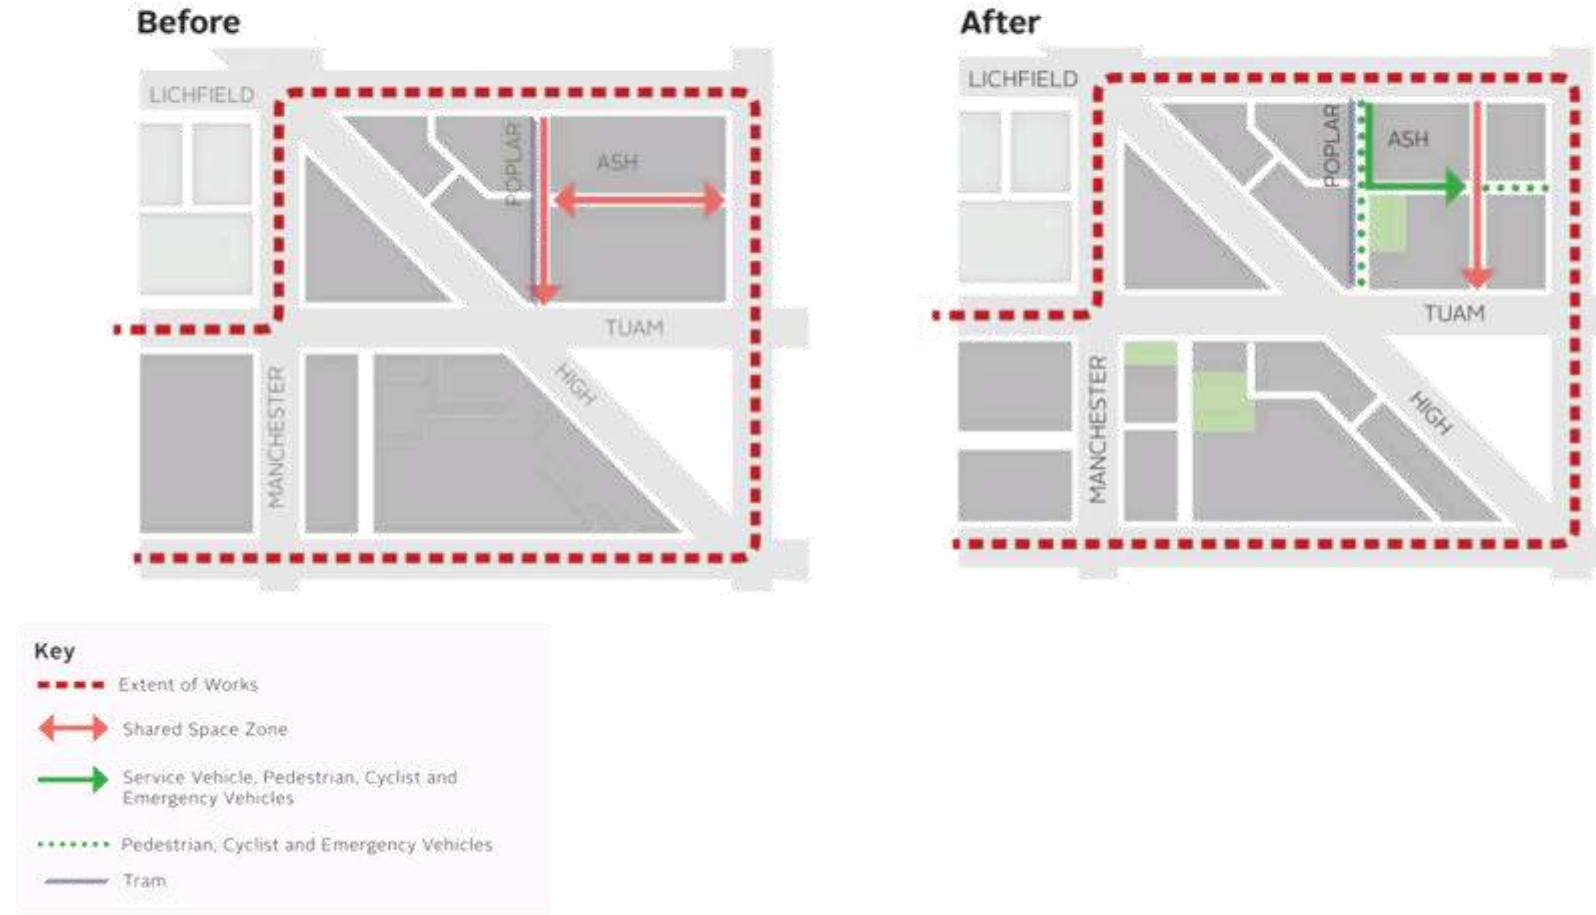 Before
LICHFIELD
POPLAR
ASH
TUAM
HIGH
MANCHESTER
After
LICHFIELD
POPLAR
ASH
TUAM
HIGH
MANCHESTER
Key
Extent of Works
Shared Space Zone
Service Vehicle, Pedestrian, Cyclist and
Emergency Vehicles
Pedestrian, Cyclist and Emergency Vehicles
Tram